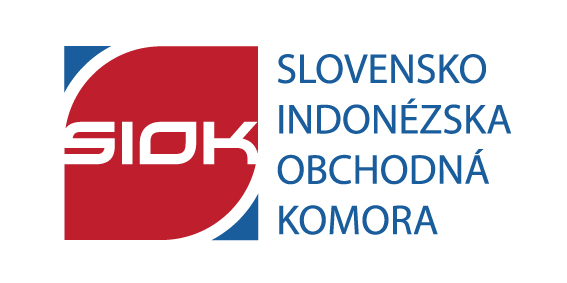 SIOK
SLOVENSKO
INDONÉZSKA
OBCHODNÁ
KOMORA